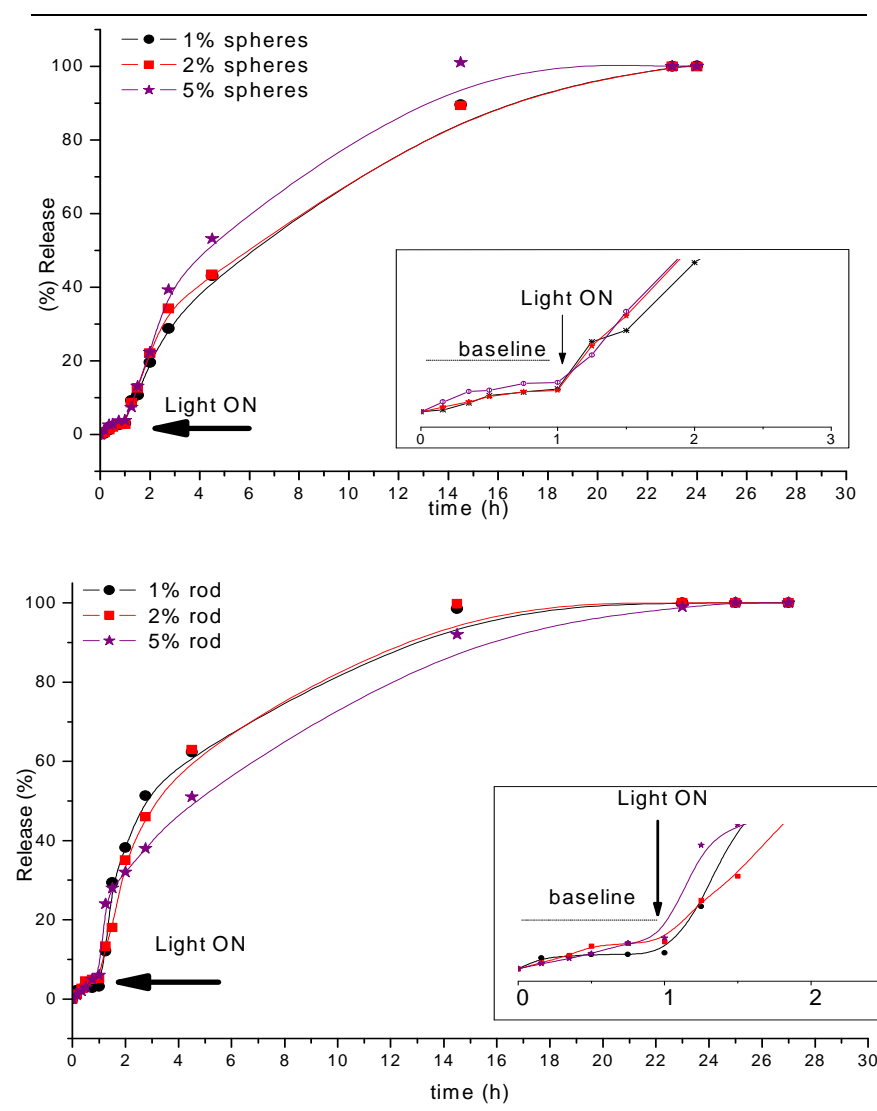 1% spheres
2% spheres
5% spheres
100
80
60
40
20
0
(%) Release
Light ON
Light ON
baseline
0 1 2 3
0 2 4 6 8 10 12 14 16 18 20 22 24 26 28 30
time (h)
1% rod
2% rod
5% rod
100
80
60
40
20
0
Release (%)
Light ON
Light ON
baseline
0 1 2
0 2 4 6 8 10 12 14 16 18 20 22 24 26 28 30
time (h)